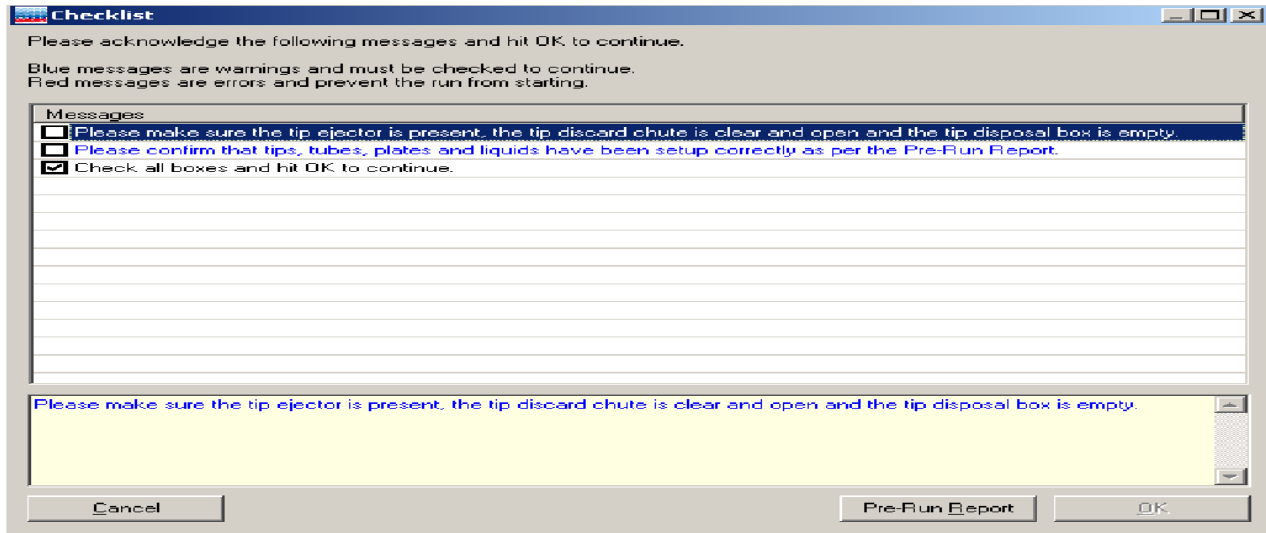 Checklist
Please acknowledge the following messages and hit OK to continue.
Blue messages are warnings and must be checked to continue.
Red messages are errors and prevent the run from starting.
Messages
Please make sure the tip ejector is present, the tip discard chute is clear and open and the tip disposal box is empty.
Please confirm that tips, tubes, plates and liquids have been setup correctly as per the Pre-Run Report.
Check all boxes and hit OK to continue.
Please make sure the tip ejector is present, the tip discard chute is clear and open and the tip disposal box is empty.
Cancel Pre-Run Report OK